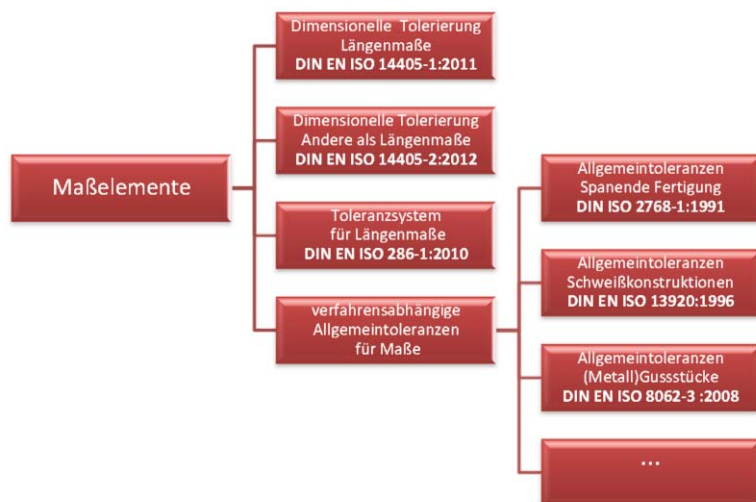 Maßelemente
Dimensionelle Tolerierung
Längenmaße
DIN EN ISO 14405-1:2011
Dimensionelle Tolerierung
Andere als Längenmaße
DIN EN ISO 14405-2:2012
Toleranzsystem
für Längenmaße
DIN EN ISO 286-1:2010
verfahrensabhängige
Allgemeintoleranzen
für Maße
Allgemeintoleranzen
Spanende Fertigung
DIN ISO 2768-1:1991
Allgemeintoleranzen
Schweißkonstruktionen
DIN EN ISO 13920:1996
Allgemeintoleranzen
(Metall)Gussstücke
DIN EN ISO 8062-3 :2008
...